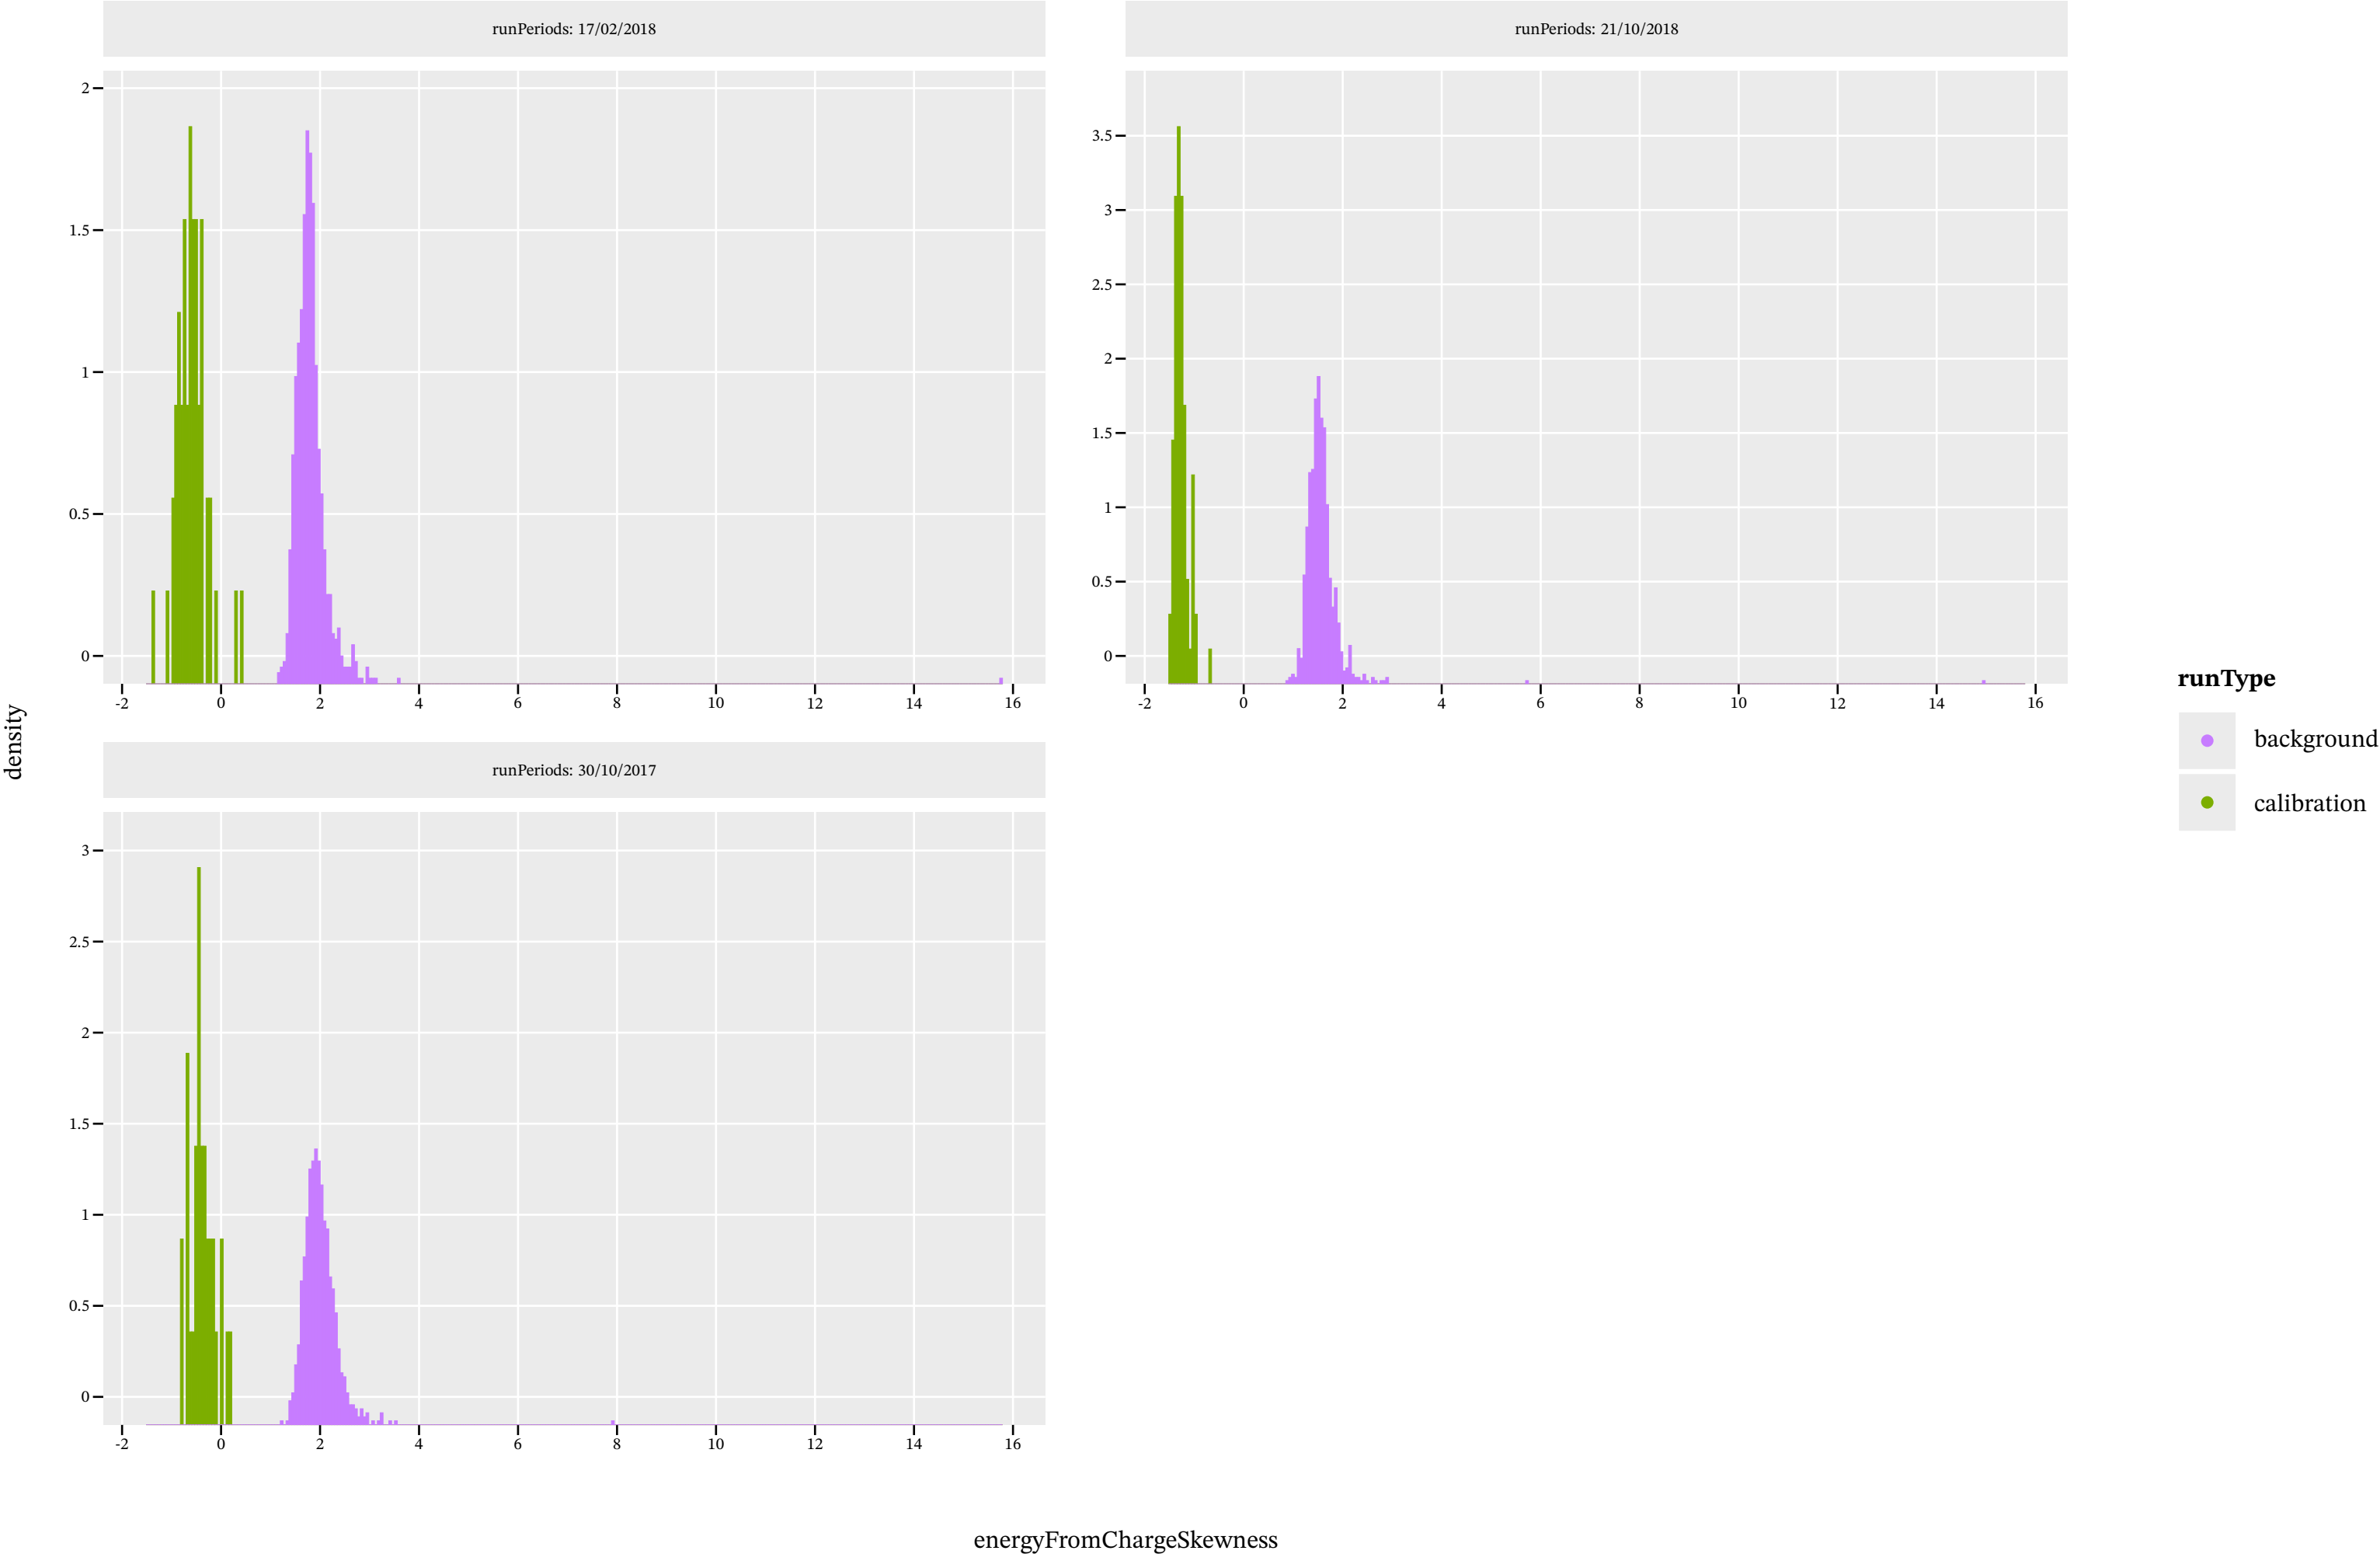 runPeriods: 17/02/2018
2
1.5
1
0.5
0
-2 0 2 4 6 8 10 12 14 16
runPeriods: 21/10/2018
3.5
3
2.5
2
1.5
1
0.5
0
-2 0 2 4 6 8 10 12 14 16
runPeriods: 30/10/2017
3
2.5
2
1.5
1
0.5
0
-2 0 2 4 6 8 10 12 14 16
density
energyFromChargeSkewness
runType
background
calibration